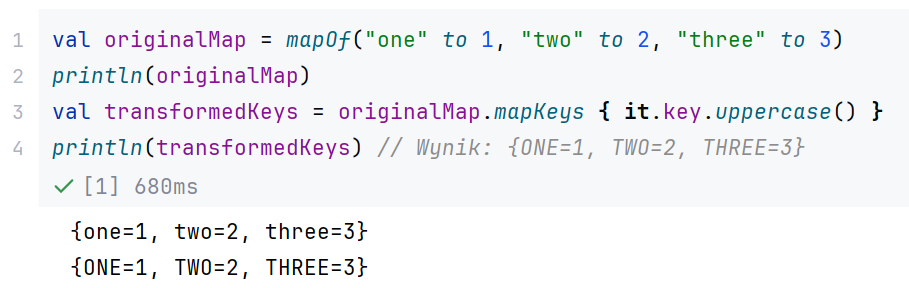 1 val originalMap = mapOf("one" to 1, "two" to 2, "three" to 3)
2 println(originalMap)
3 val transformedKeys = originalMap.mapKeys { it.key.uppercase() }
4 println(transformedKeys) // Wynik: {ONE=1, TWO=2, THREE=3}
✓ [1] 680ms
{one=1, two=2, three=3}
{ONE=1, TWO=2, THREE=3}